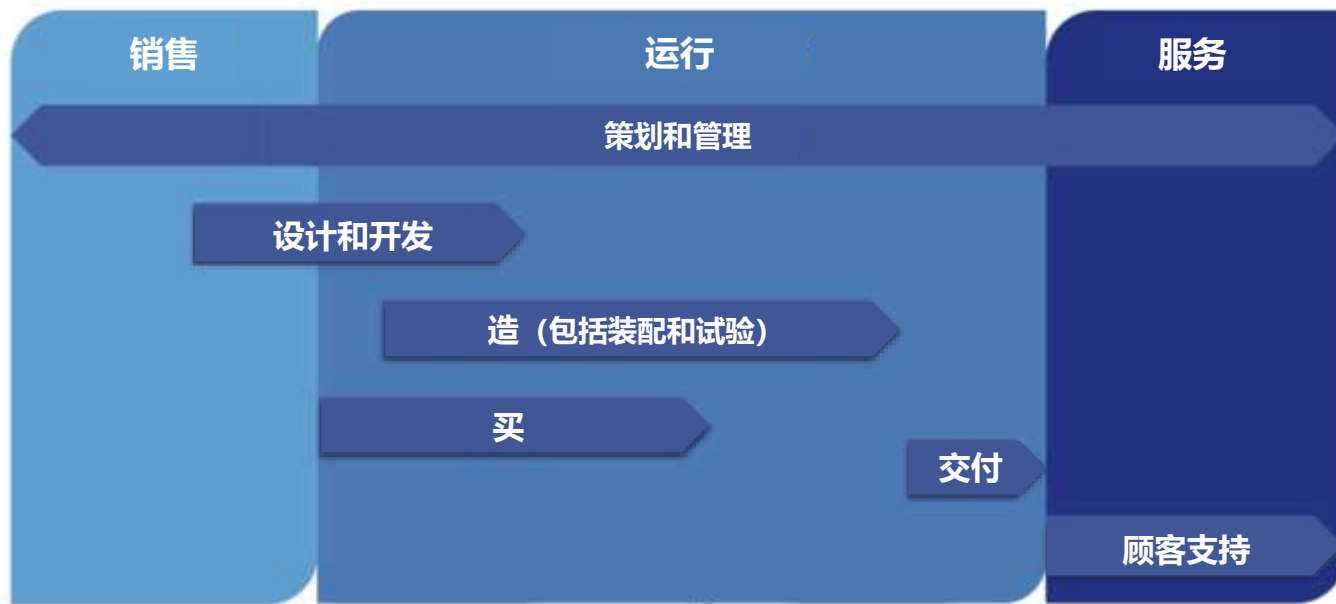 销售
运行
服务
策划和管理
设计和开发
造（包括装配和试验）
买
交付
顾客支持